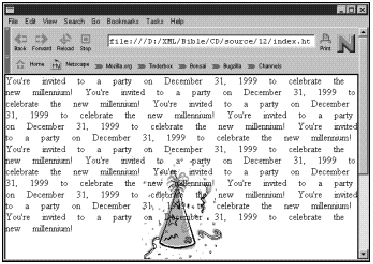 File Edit View Search Go Bookmarks Tasks Help
Back Forward Reload Stop file:///D:/XML/Bible/CD/source/12/index.ht Print N
Home My Netscape Mozilla.org Tinderbox Bonsai Bugzilla Channels
You're invited to a party on December 31, 1999 to celebrate the
new millennium! You're invited to a party on December 31, 1999 to
celebrate the new millennium! You're invited to a party on December
31, 1999 to celebrate the new millennium! You're invited to a party
on December 31, 1999 to celebrate the new millennium! You're invited
to a party on December 31, 1999 to celebrate the new millennium!
You're invited to a party on December 31, 1999 to celebrate the
new millennium! You're invited to a party on December 31, 1999 to
celebrate the new millennium! You're invited to a party on December
31, 1999 to celebrate the new millennium! You're invited to a party
on December 31, 1999 to celebrate the new millennium! You're invited
to a party on December 31, 1999 to celebrate the new millennium!
You're invited to a party on December 31, 1999 to celebrate the
new millennium!